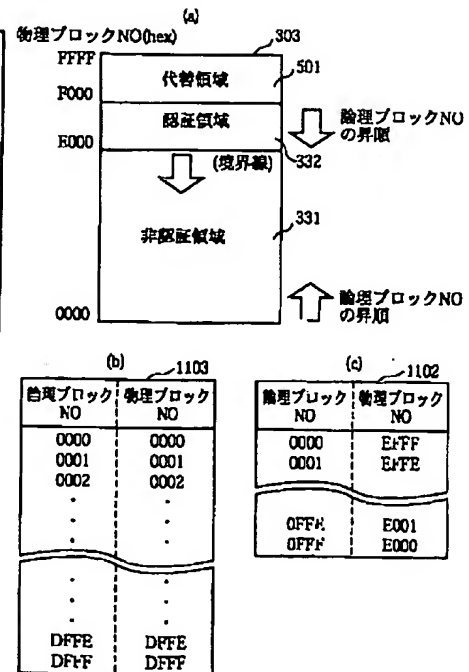 (a)
物理ブロックNO(hex)
303
FFFF
代替領域
501
F000
認証領域
論理ブロックNO
の昇順
E000
332
(境界線)
331
非認証領域
論理ブロックNO
の昇順
0000
(b)
1103
論理ブロック NO 物理ブロック NO
0000 0000
0001 0001
0002 0002
DFFE DFFE
DFFF DFFF
(c)
1102
論理ブロック NO 物理ブロック NO
0000 EFFF
0001 EFFE
0FFE E001
0FFF E000